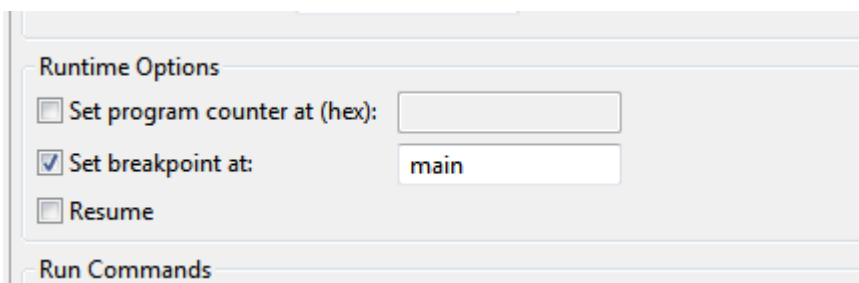 Runtime Options
Set program counter at (hex):
Set breakpoint at: main
Resume
Run Commands